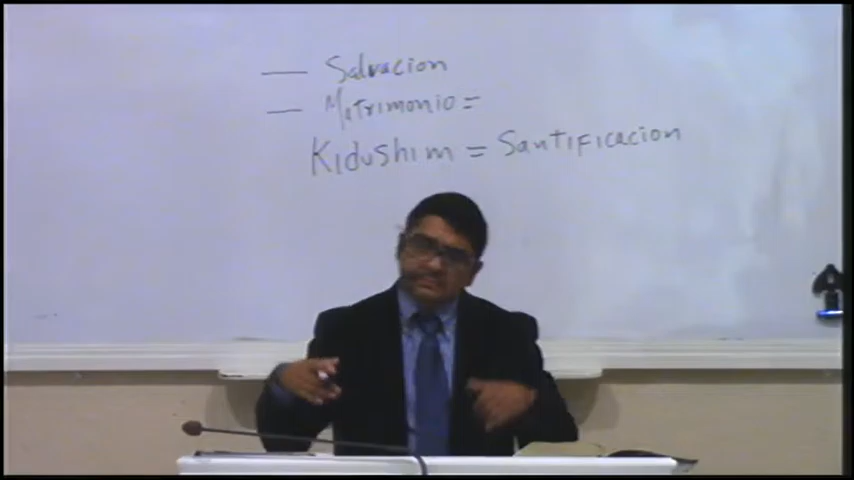 — Salvacion
— Matrimonio =
Kidushim = Santificacion